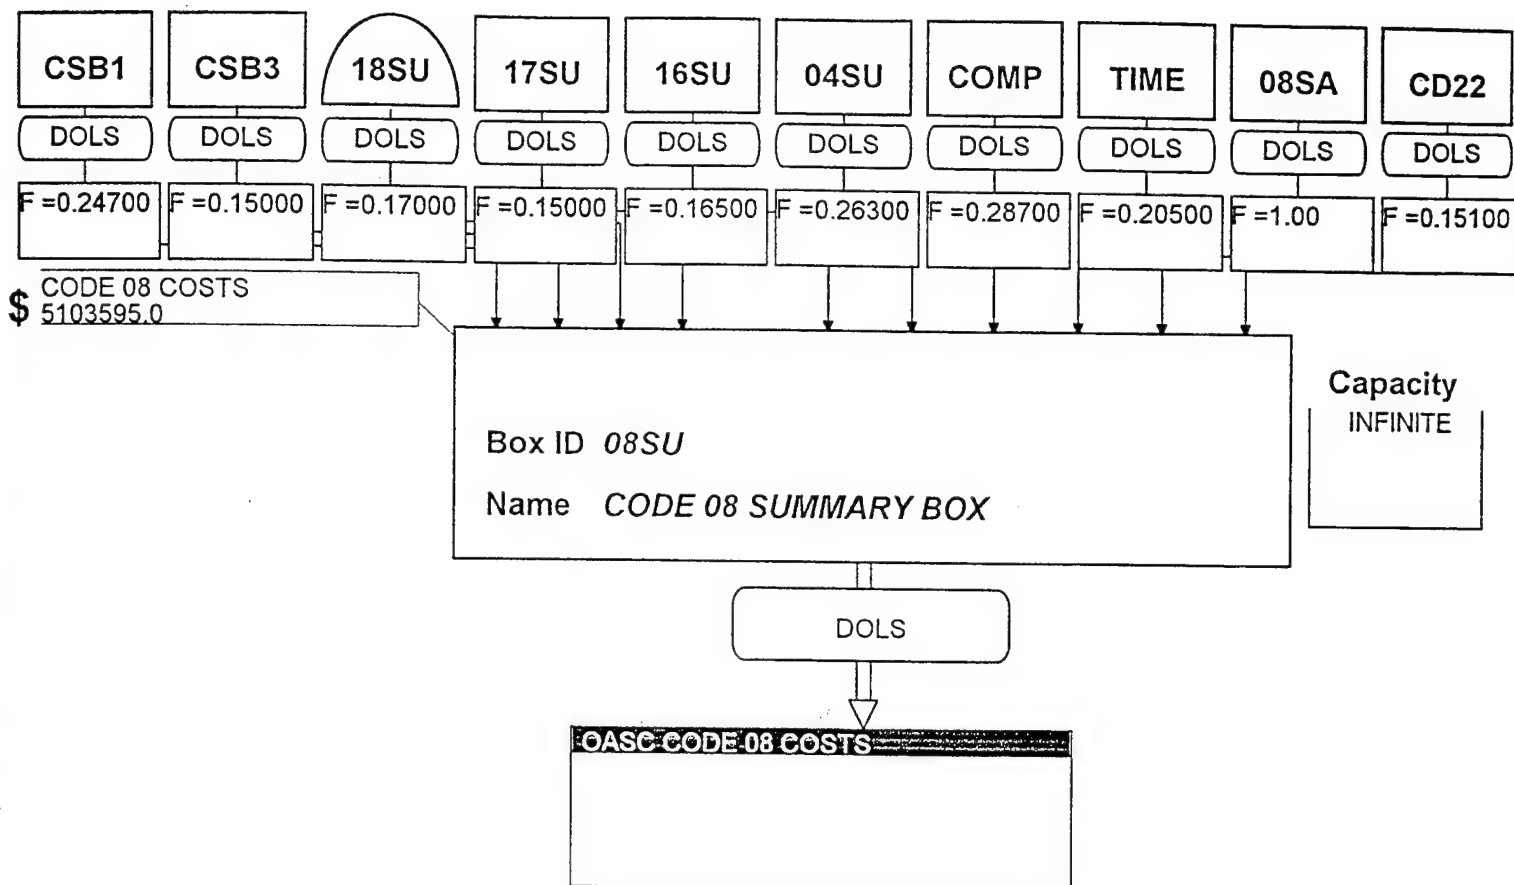 CSB1 CSB3 18SU 17SU 16SU 04SU COMP TIME 08SA CD22
DOLS DOLS DOLS DOLS DOLS DOLS DOLS DOLS DOLS DOLS
F =0.24700 F =0.15000 F =0.17000 F =0.15000 F =0.16500 F =0.26300 F =0.28700 F =0.20500 F =1.00 F =0.15100
$ CODE 08 COSTS
5103595.0
Capacity
INFINITE
Box ID 08SU
Name CODE 08 SUMMARY BOX
DOLS
OASC CODE 08 COSTS